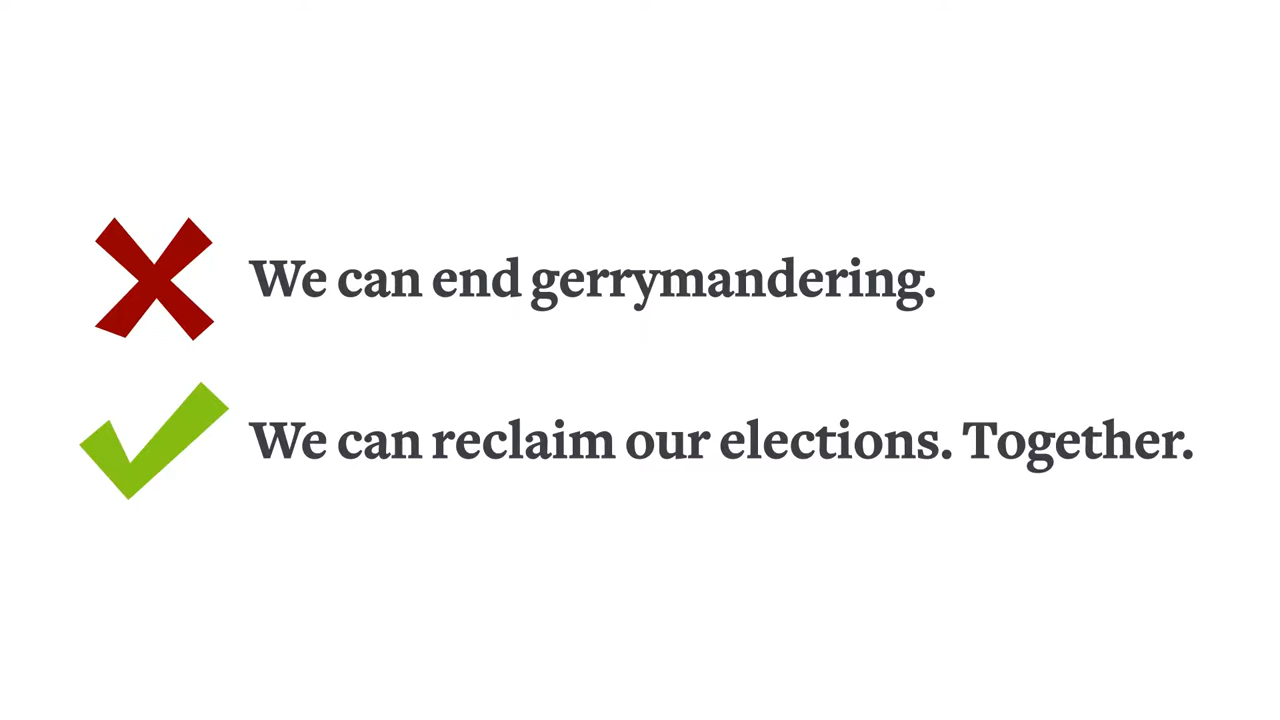 We can end gerrymandering.
We can reclaim our elections. Together.